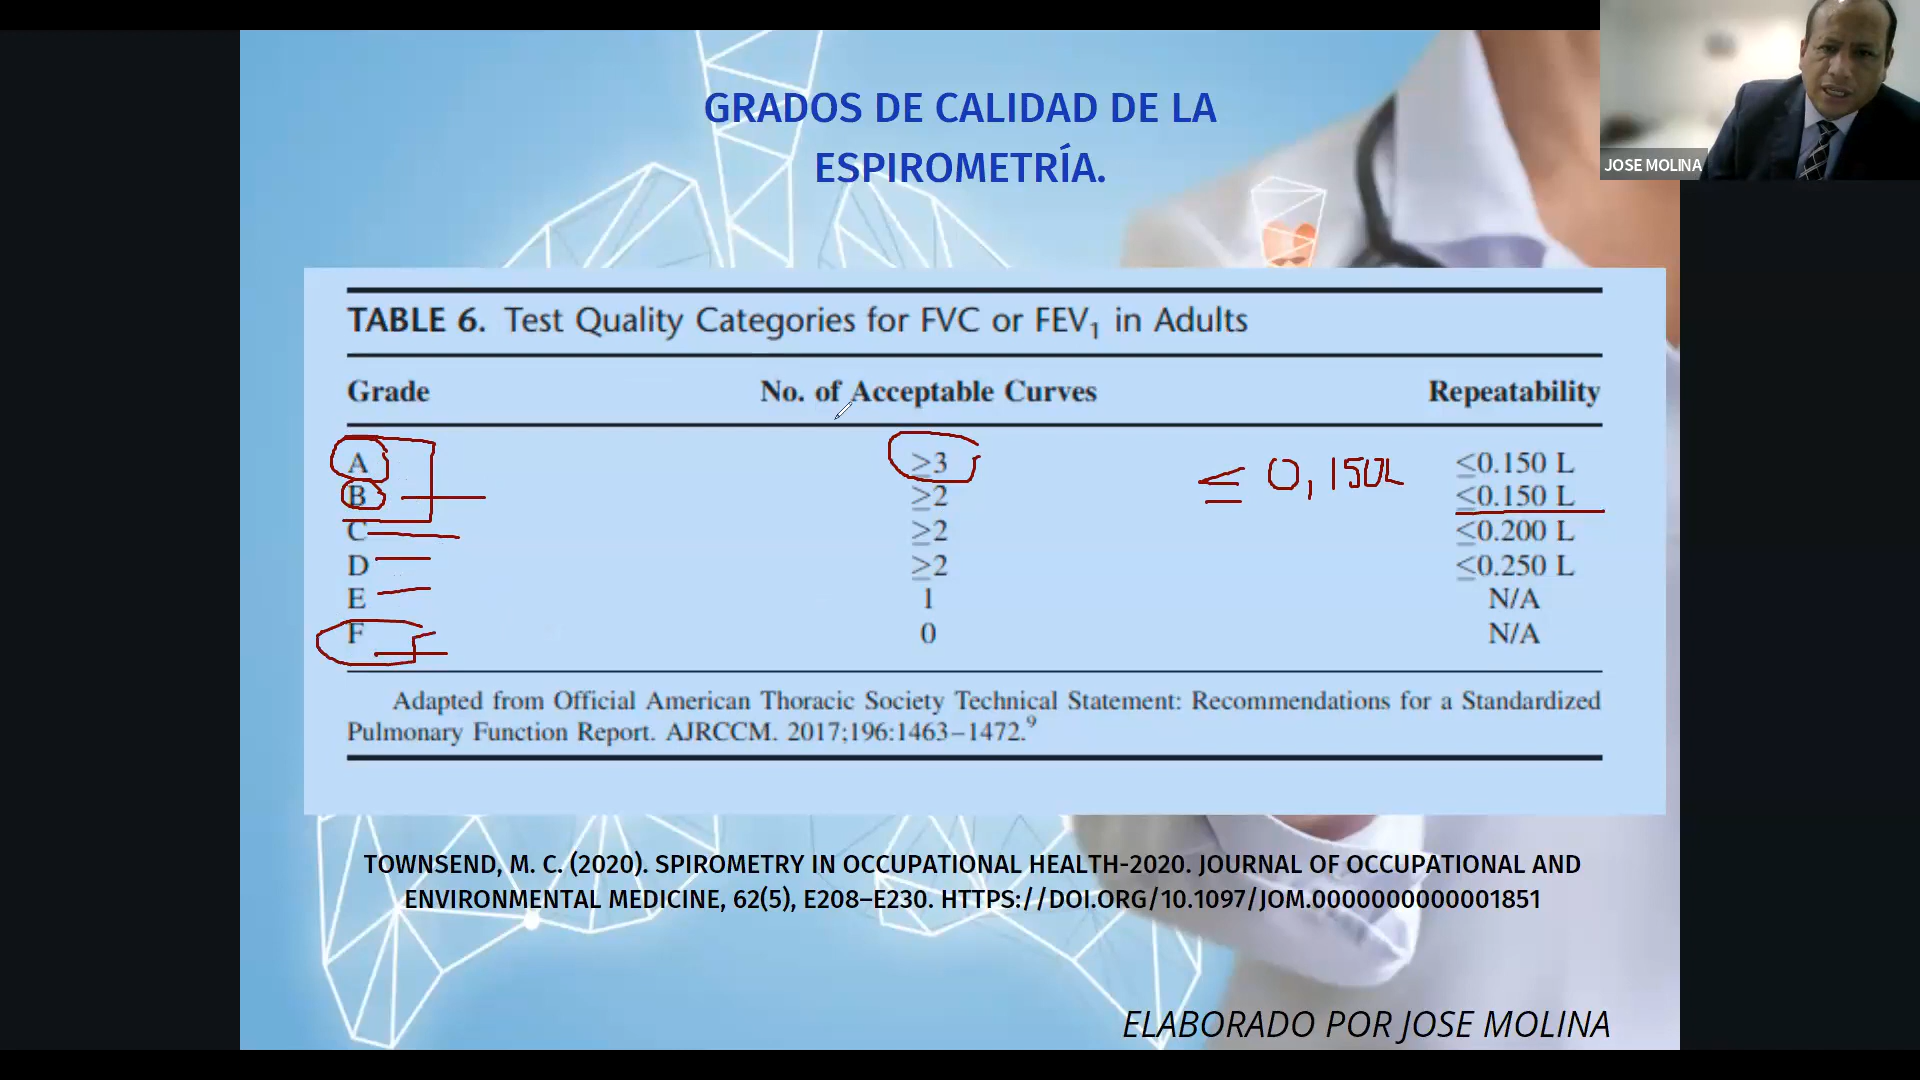 JOSE MOLINA
GRADOS DE CALIDAD DE LA
ESPIROMETRÍA.
TABLE 6. Test Quality Categories for FVC or FEV₁ in Adults
Grade No. of Acceptable Curves Repeatability
A ≥3 ≤0.150 L
≤ 0,150L
B ≥2 ≤0.150 L
C ≥2 ≤0.200 L
D ≥2 ≤0.250 L
E 1 N/A
F 0 N/A
Adapted from Official American Thoracic Society Technical Statement: Recommendations for a Standardized
Pulmonary Function Report. AJRCCM. 2017;196:1463–1472.⁹
TOWNSEND, M. C. (2020). SPIROMETRY IN OCCUPATIONAL HEALTH-2020. JOURNAL OF OCCUPATIONAL AND
ENVIRONMENTAL MEDICINE, 62(5), E208–E230. HTTPS://DOI.ORG/10.1097/JOM.0000000000001851
ELABORADO POR JOSE MOLINA